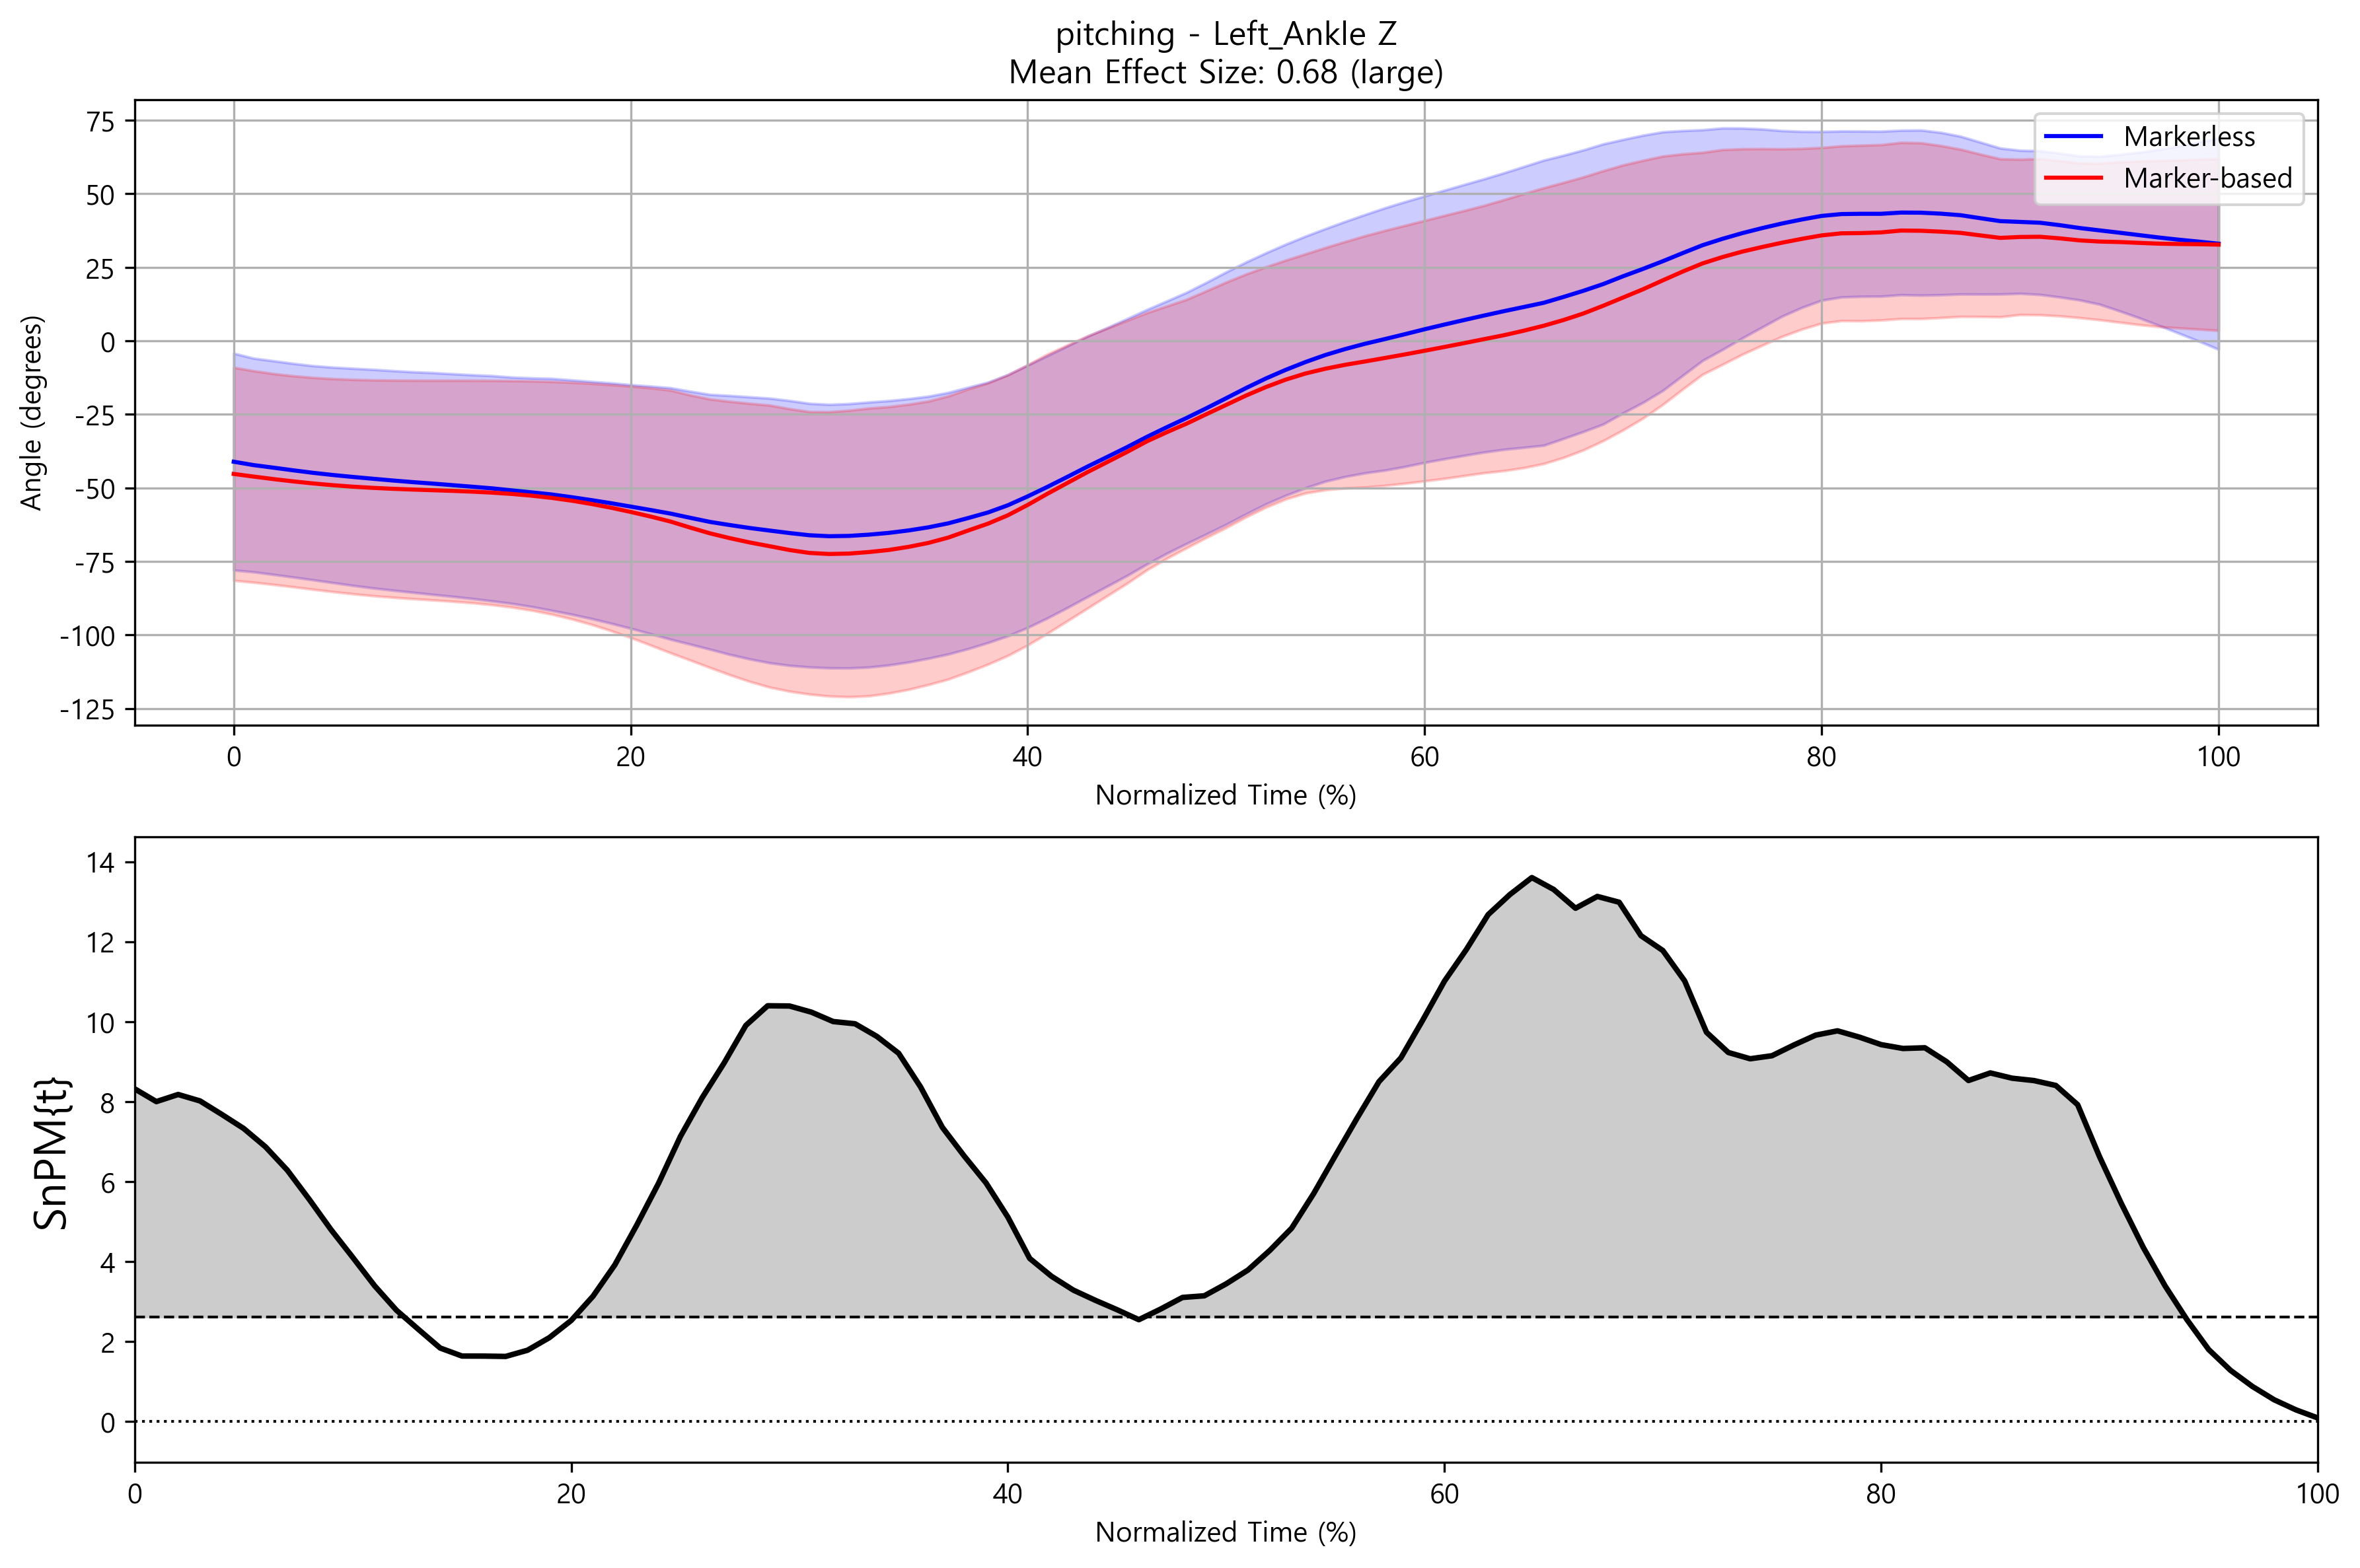 pitching - Left_Ankle Z
Mean Effect Size: 0.68 (large)
Markerless
Marker-based
Angle (degrees)
75
50
25
0
-25
-50
-75
-100
-125
0 20 40 60 80 100
Normalized Time (%)
SnPM{t}
14
12
10
8
6
4
2
0
0 20 40 60 80 100
Normalized Time (%)